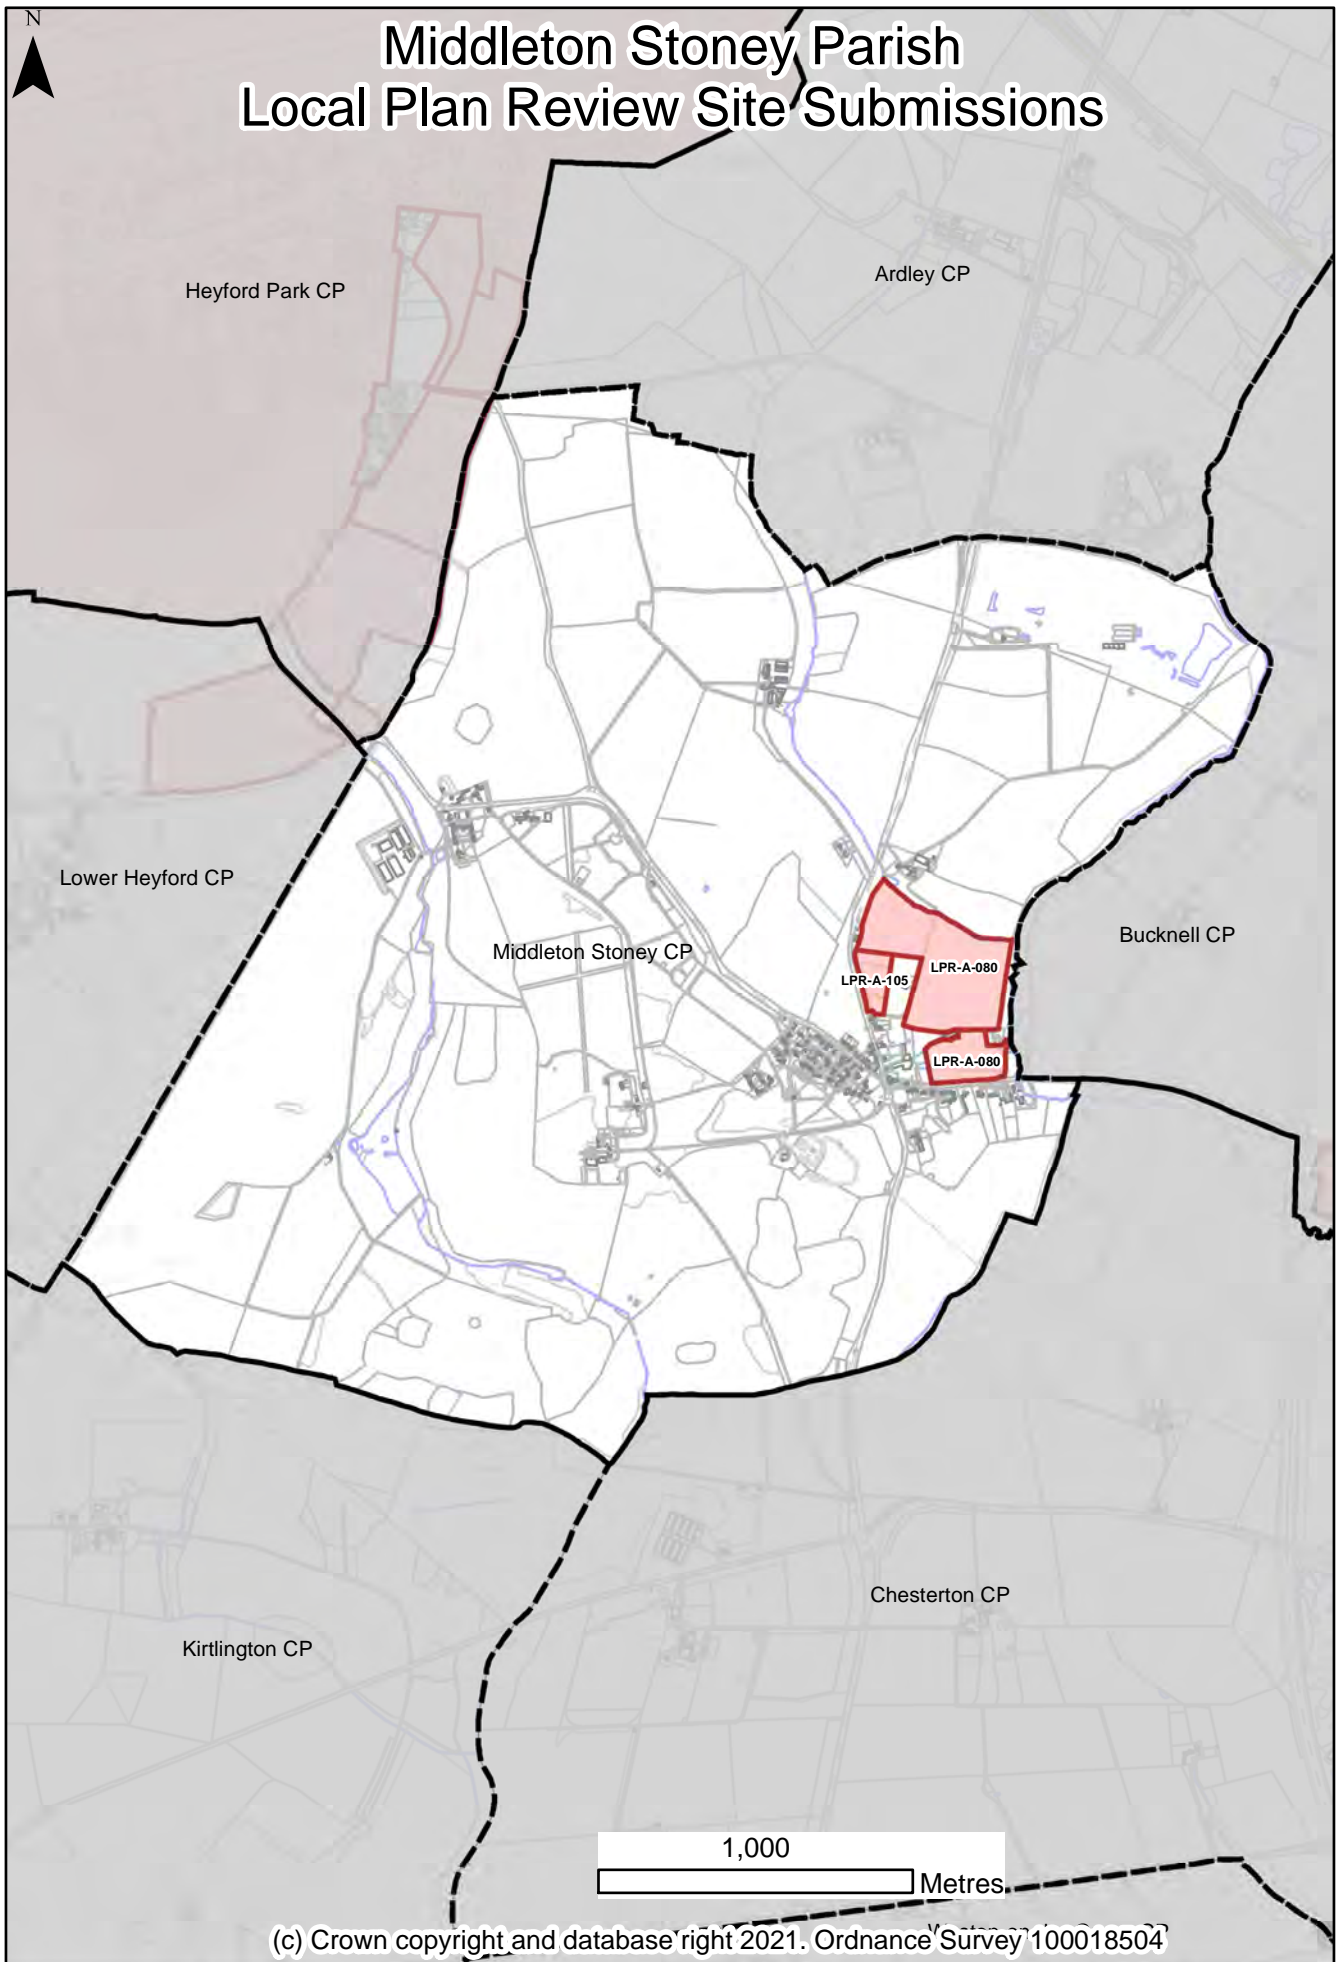 N
Middleton Stoney Parish
Local Plan Review Site Submissions
Heyford Park CP
Ardley CP
Lower Heyford CP
Middleton Stoney CP
Bucknell CP
LPR-A-080
LPR-A-105
LPR-A-080
Chesterton CP
Kirtlington CP
1,000
Metres
(c) Crown copyright and database right 2021. Ordnance Survey 100018504